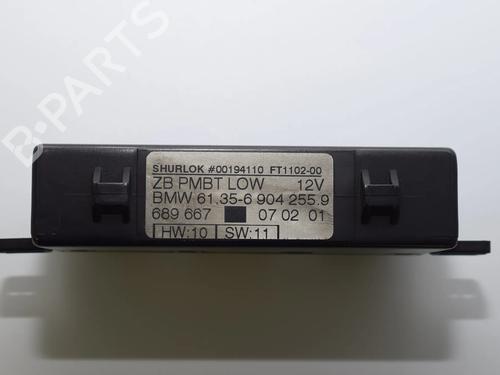 B-PARTS
SHURLOK #00194110 FT1102-00
ZB PMBT LOW 12V
BMW 61.35-6 904 255.9
689 667 07 02 01
HW:10 SW:11